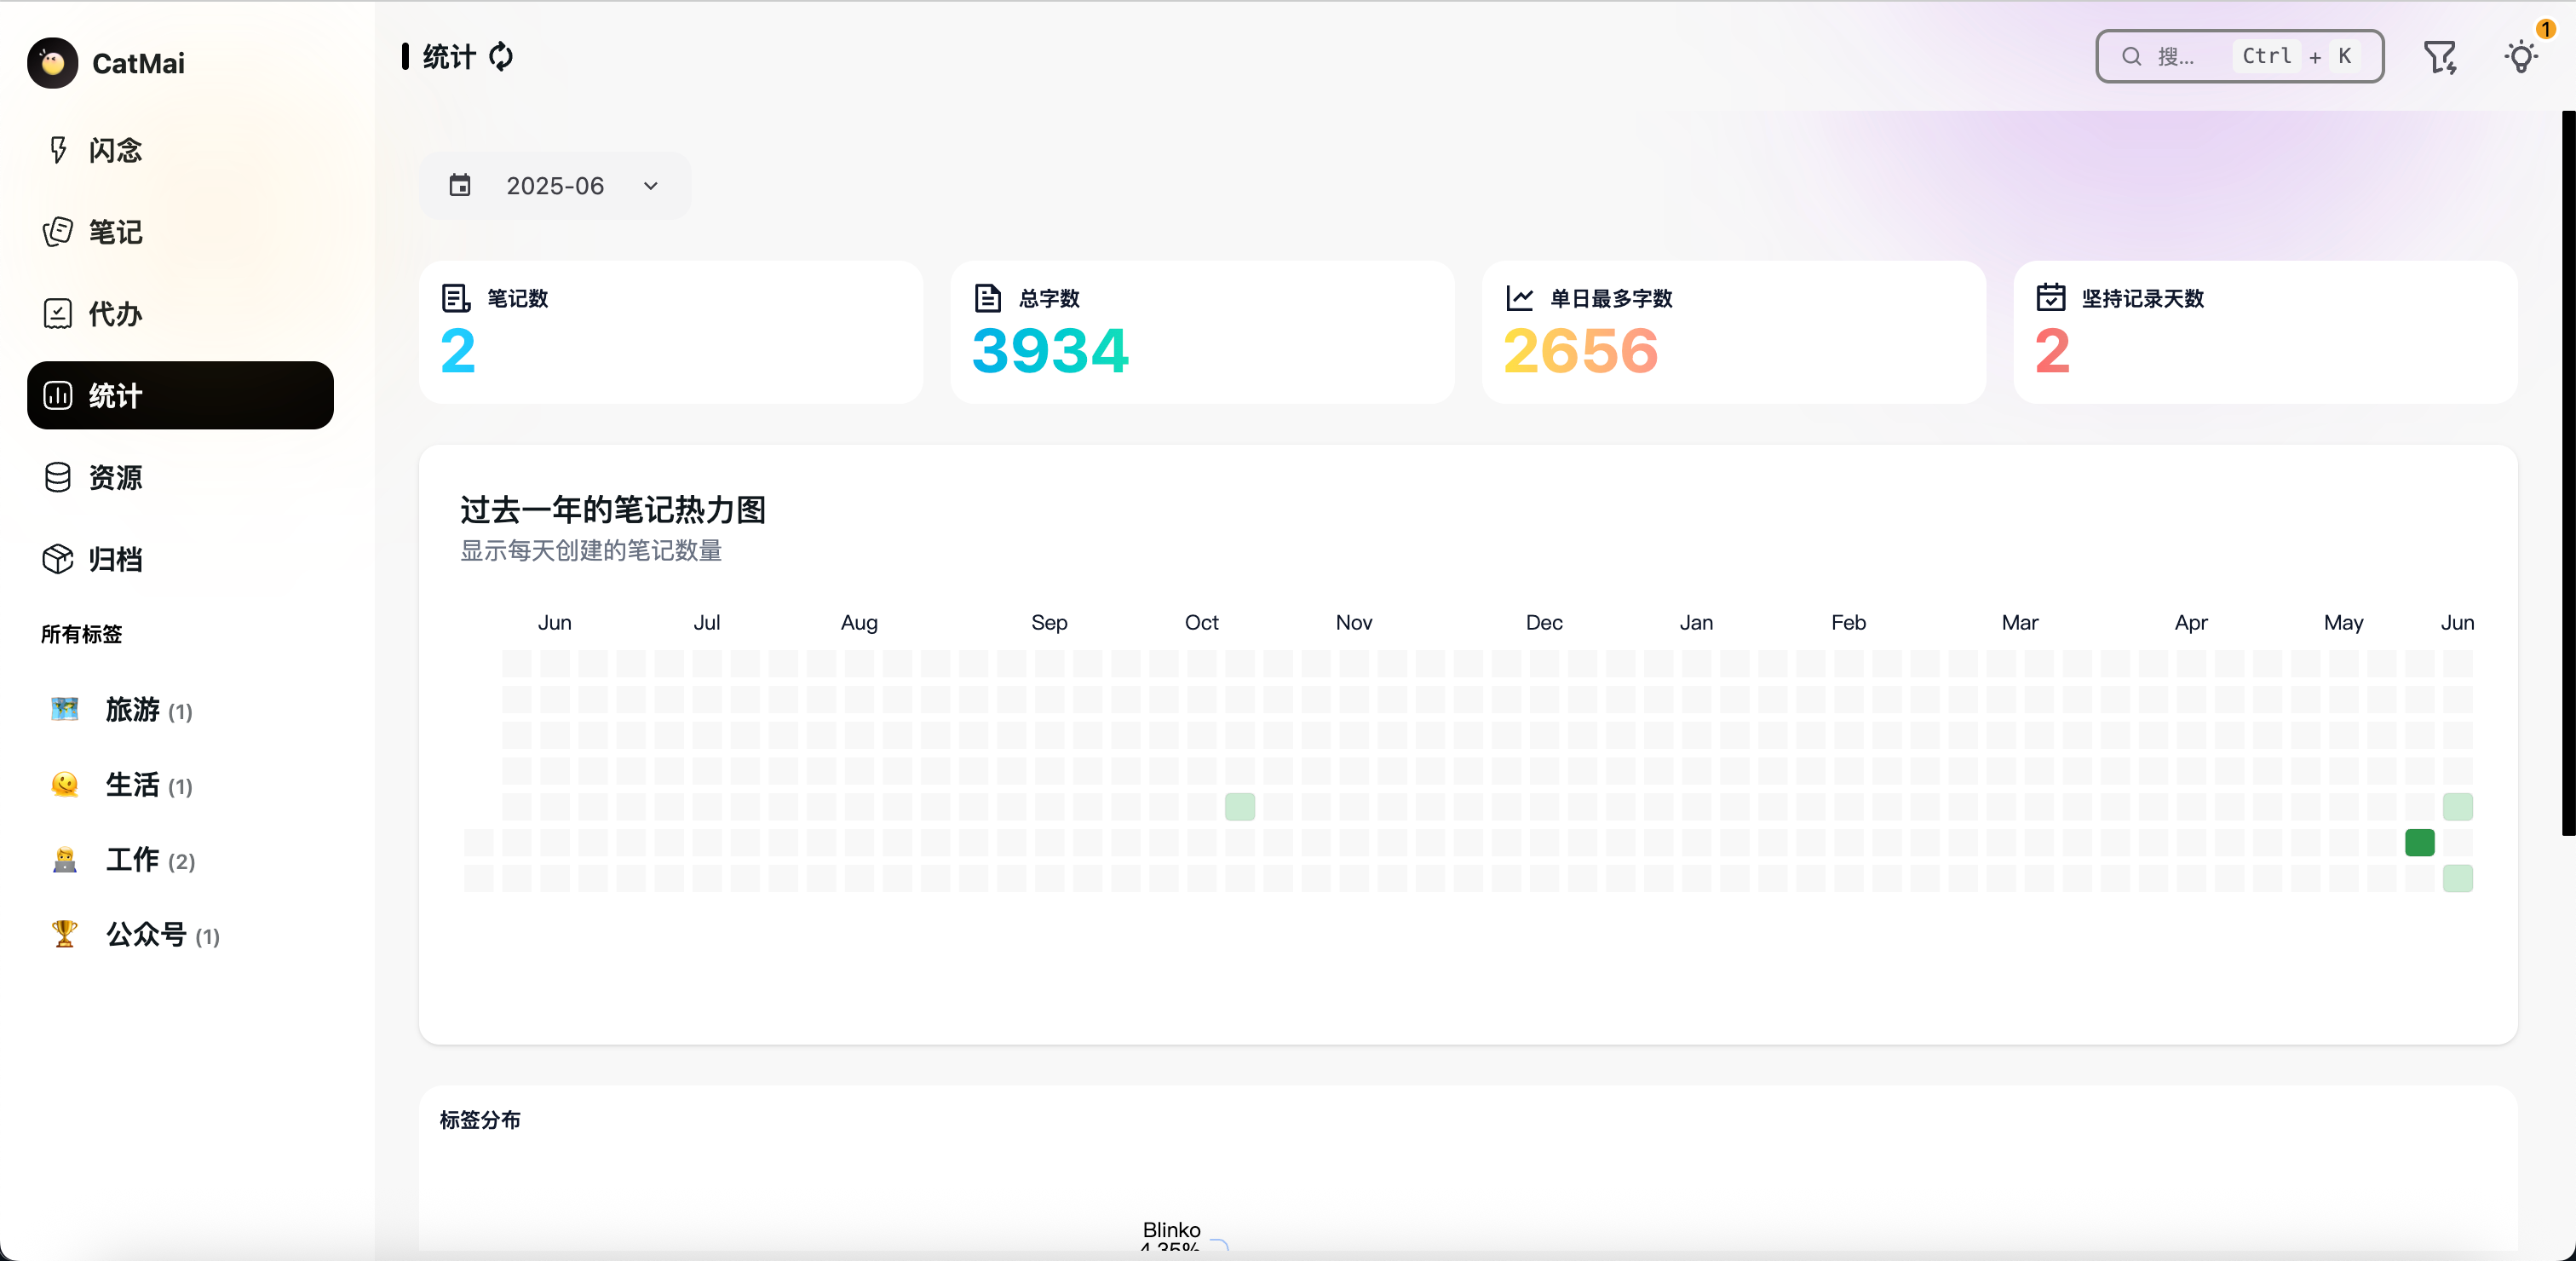 CatMai
闪念
笔记
代办
统计
资源
归档
所有标签
旅游 (1)
生活 (1)
工作 (2)
公众号 (1)
统计
搜... Ctrl + K
1
2025-06
笔记数
2
总字数
3934
单日最多字数
2656
坚持记录天数
2
过去一年的笔记热力图
显示每天创建的笔记数量
Jun Jul Aug Sep Oct Nov Dec Jan Feb Mar Apr May Jun
标签分布
Blinko
4.35%